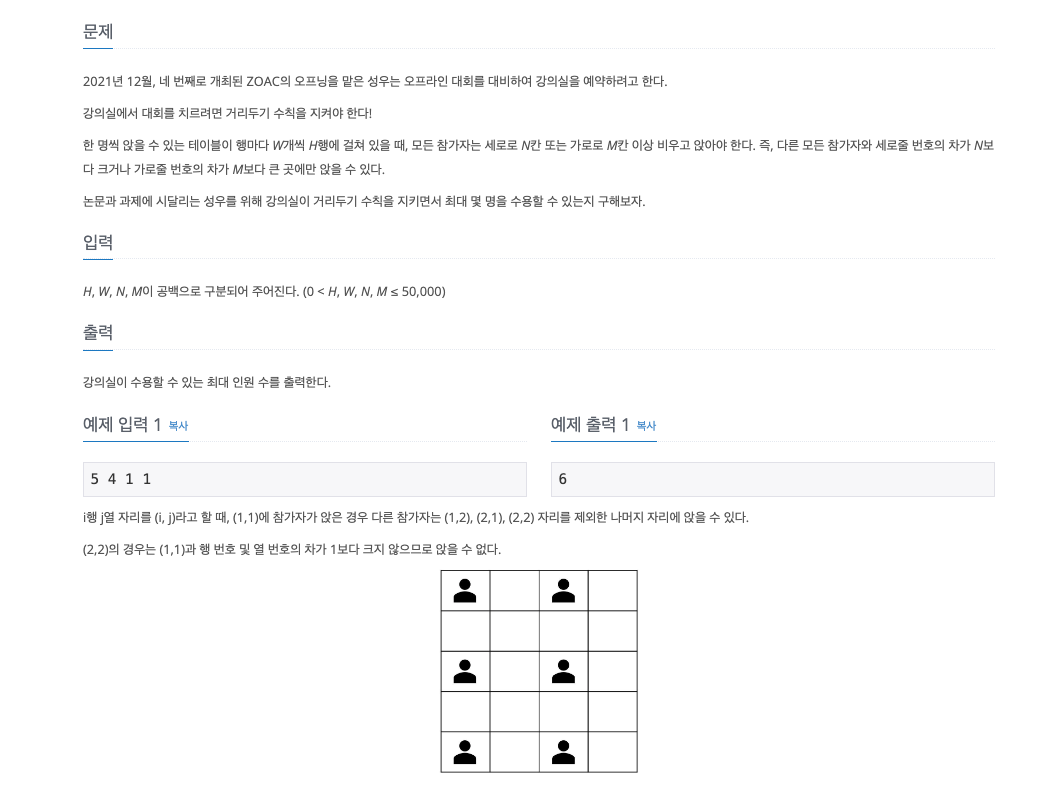 문제
2021년 12월, 네 번째로 개최된 ZOAC의 오프닝을 맡은 성우는 오프라인 대회를 대비하여 강의실을 예약하려고 한다.
강의실에서 대회를 치르려면 거리두기 수칙을 지켜야 한다!
한 명씩 앉을 수 있는 테이블이 행마다 W개씩 H행에 걸쳐 있을 때, 모든 참가자는 세로로 N칸 또는 가로로 M칸 이상 비우고 앉아야 한다. 즉, 다른 모든 참가자와 세로줄 번호의 차가 N보
다 크거나 가로줄 번호의 차가 M보다 큰 곳에만 앉을 수 있다.
논문과 과제에 시달리는 성우를 위해 강의실이 거리두기 수칙을 지키면서 최대 몇 명을 수용할 수 있는지 구해보자.
입력
H, W, N, M이 공백으로 구분되어 주어진다. (0 < H, W, N, M ≤ 50,000)
출력
강의실이 수용할 수 있는 최대 인원 수를 출력한다.
예제 입력 1 복사
예제 출력 1 복사
5 4 1 1
6
i행 j열 자리를 (i, j)라고 할 때, (1,1)에 참가자가 앉은 경우 다른 참가자는 (1,2), (2,1), (2,2) 자리를 제외한 나머지 자리에 앉을 수 있다.
(2,2)의 경우는 (1,1)과 행 번호 및 열 번호의 차가 1보다 크지 않으므로 앉을 수 없다.